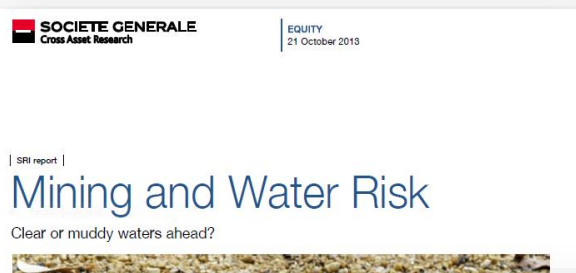 SOCIETE GENERALE
Cross Asset Research
EQUITY
21 October 2013
| SRI report |
Mining and Water Risk
Clear or muddy waters ahead?